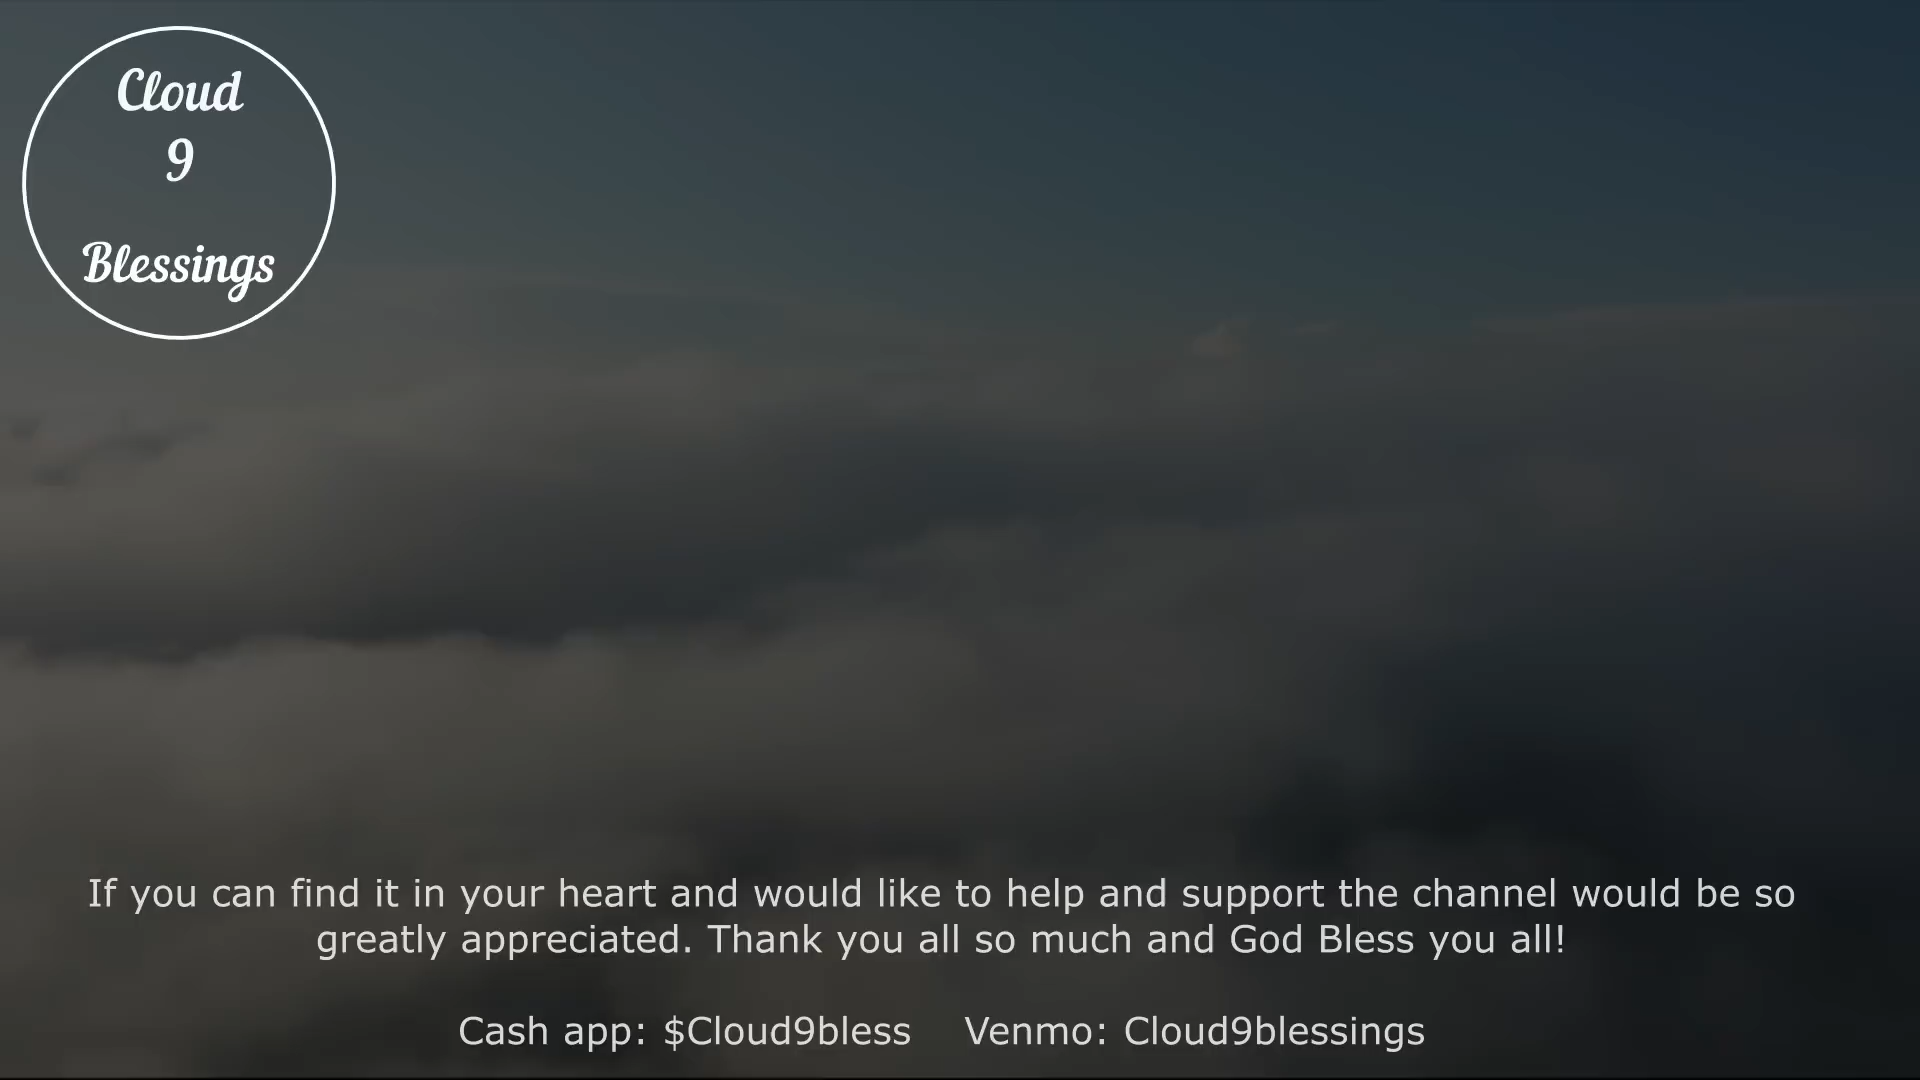 Cloud
9
Blessings
If you can find it in your heart and would like to help and support the channel would be so
greatly appreciated. Thank you all so much and God Bless you all!
Cash app: $Cloud9bless    Venmo: Cloud9blessings